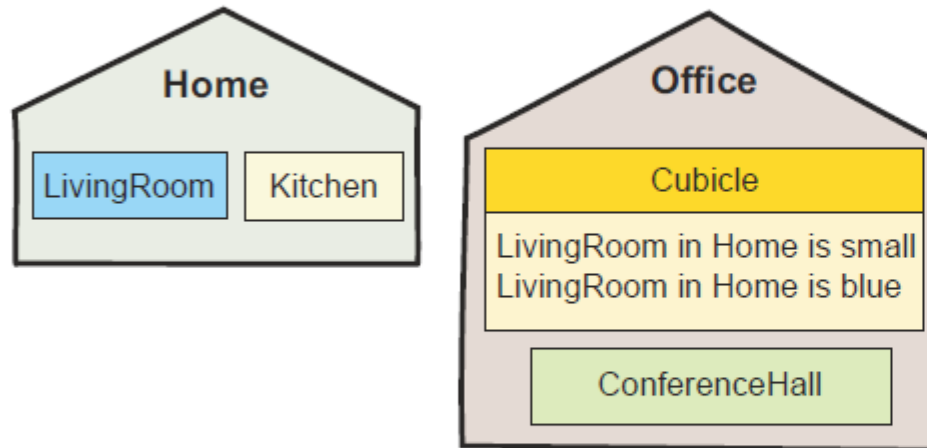 Home
LivingRoom
Kitchen
Office
Cubicle
LivingRoom in Home is small
LivingRoom in Home is blue
ConferenceHall